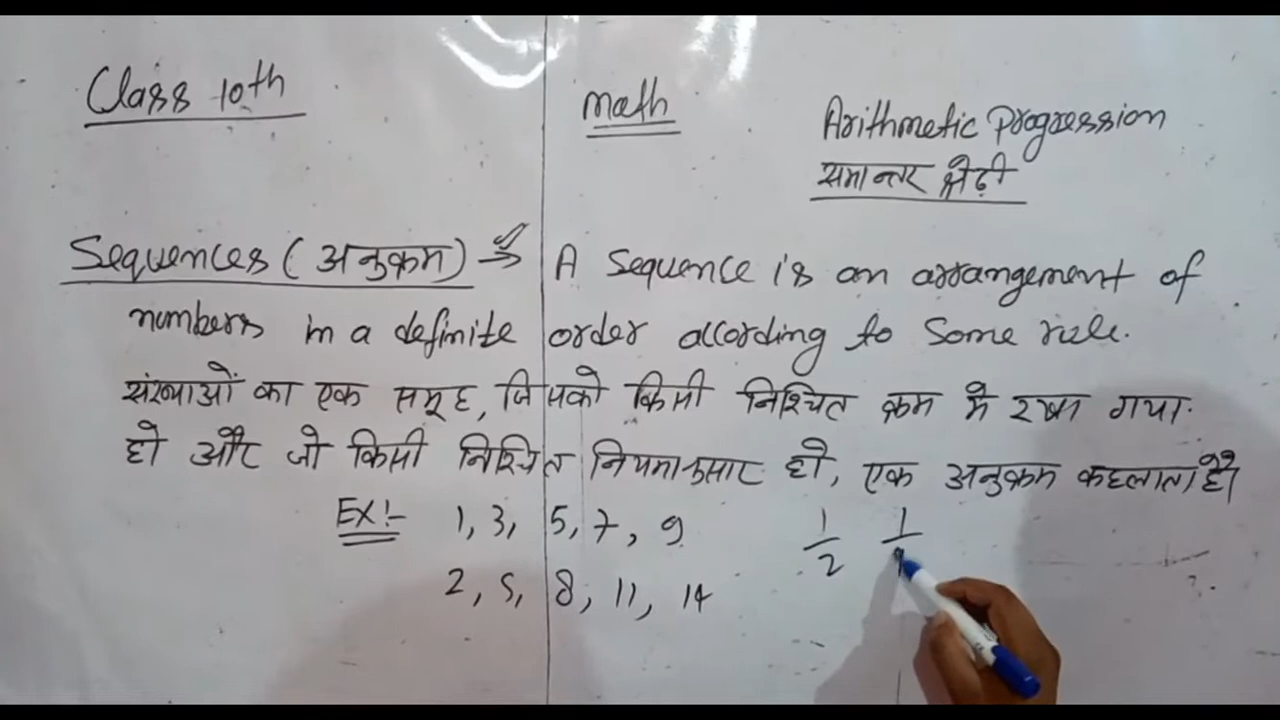 Class 10th
math
Arithmetic Progression
समान्तर श्रेढ़ी
Sequences (अनुक्रम) → A sequence is an arrangement of
numbers in a definite order according to Some rule.
संख्याओं का एक समूह, जिसको किसी निश्चित क्रम मे रखा गया
हो और जो किसी निश्चित नियमानुसार हो, एक अनुक्रम कहलाता है।
EX:- 1, 3, 5, 7, 9 1/2 1/
2, 5, 8, 11, 14